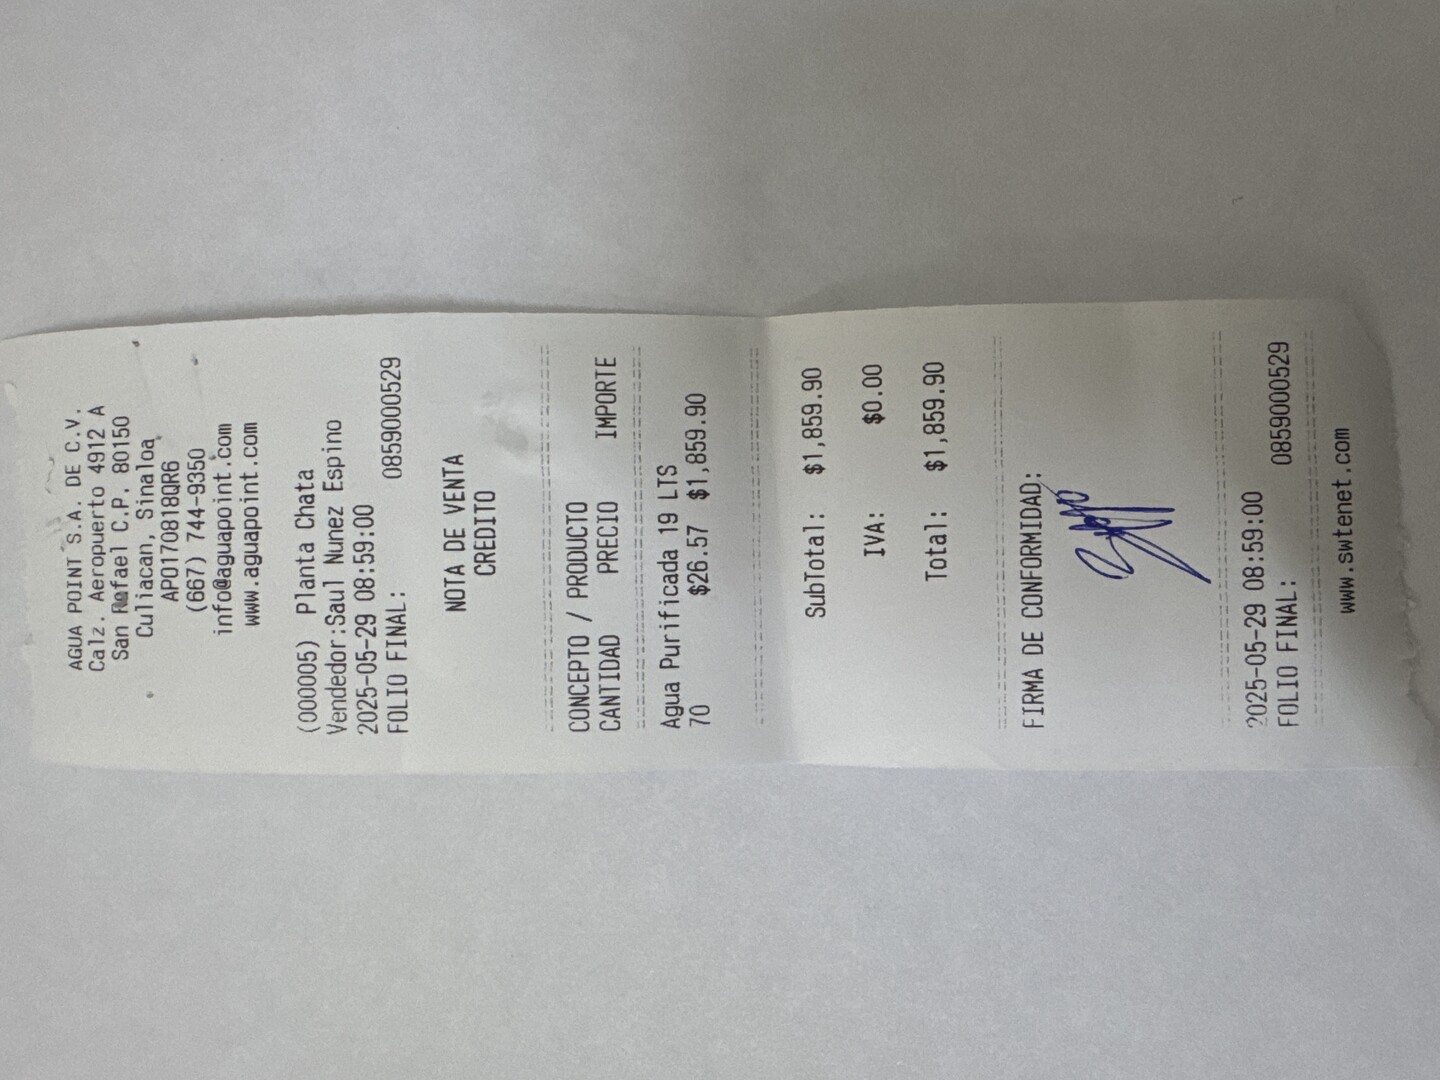 AGUA POINT S.A. DE C.V.
Calz. Aeropuerto 4912 A
San Rafael C.P. 80150
Culiacan, Sinaloa
APO170818QR6
(667) 744-9350
info@aguapoint.com
www.aguapoint.com
(000005) Planta Chata
Vendedor:Saul Nunez Espino
2025-05-29 08:59:00
FOLIO FINAL: 0859000529
NOTA DE VENTA
CREDITO
CONCEPTO / PRODUCTO
CANTIDAD PRECIO IMPORTE
Agua Purificada 19 LTS
70 $26.57 $1,859.90
SubTotal: $1,859.90
IVA: $0.00
Total: $1,859.90
FIRMA DE CONFORMIDAD:
2025-05-29 08:59:00
FOLIO FINAL: 0859000529
www.swtenet.com